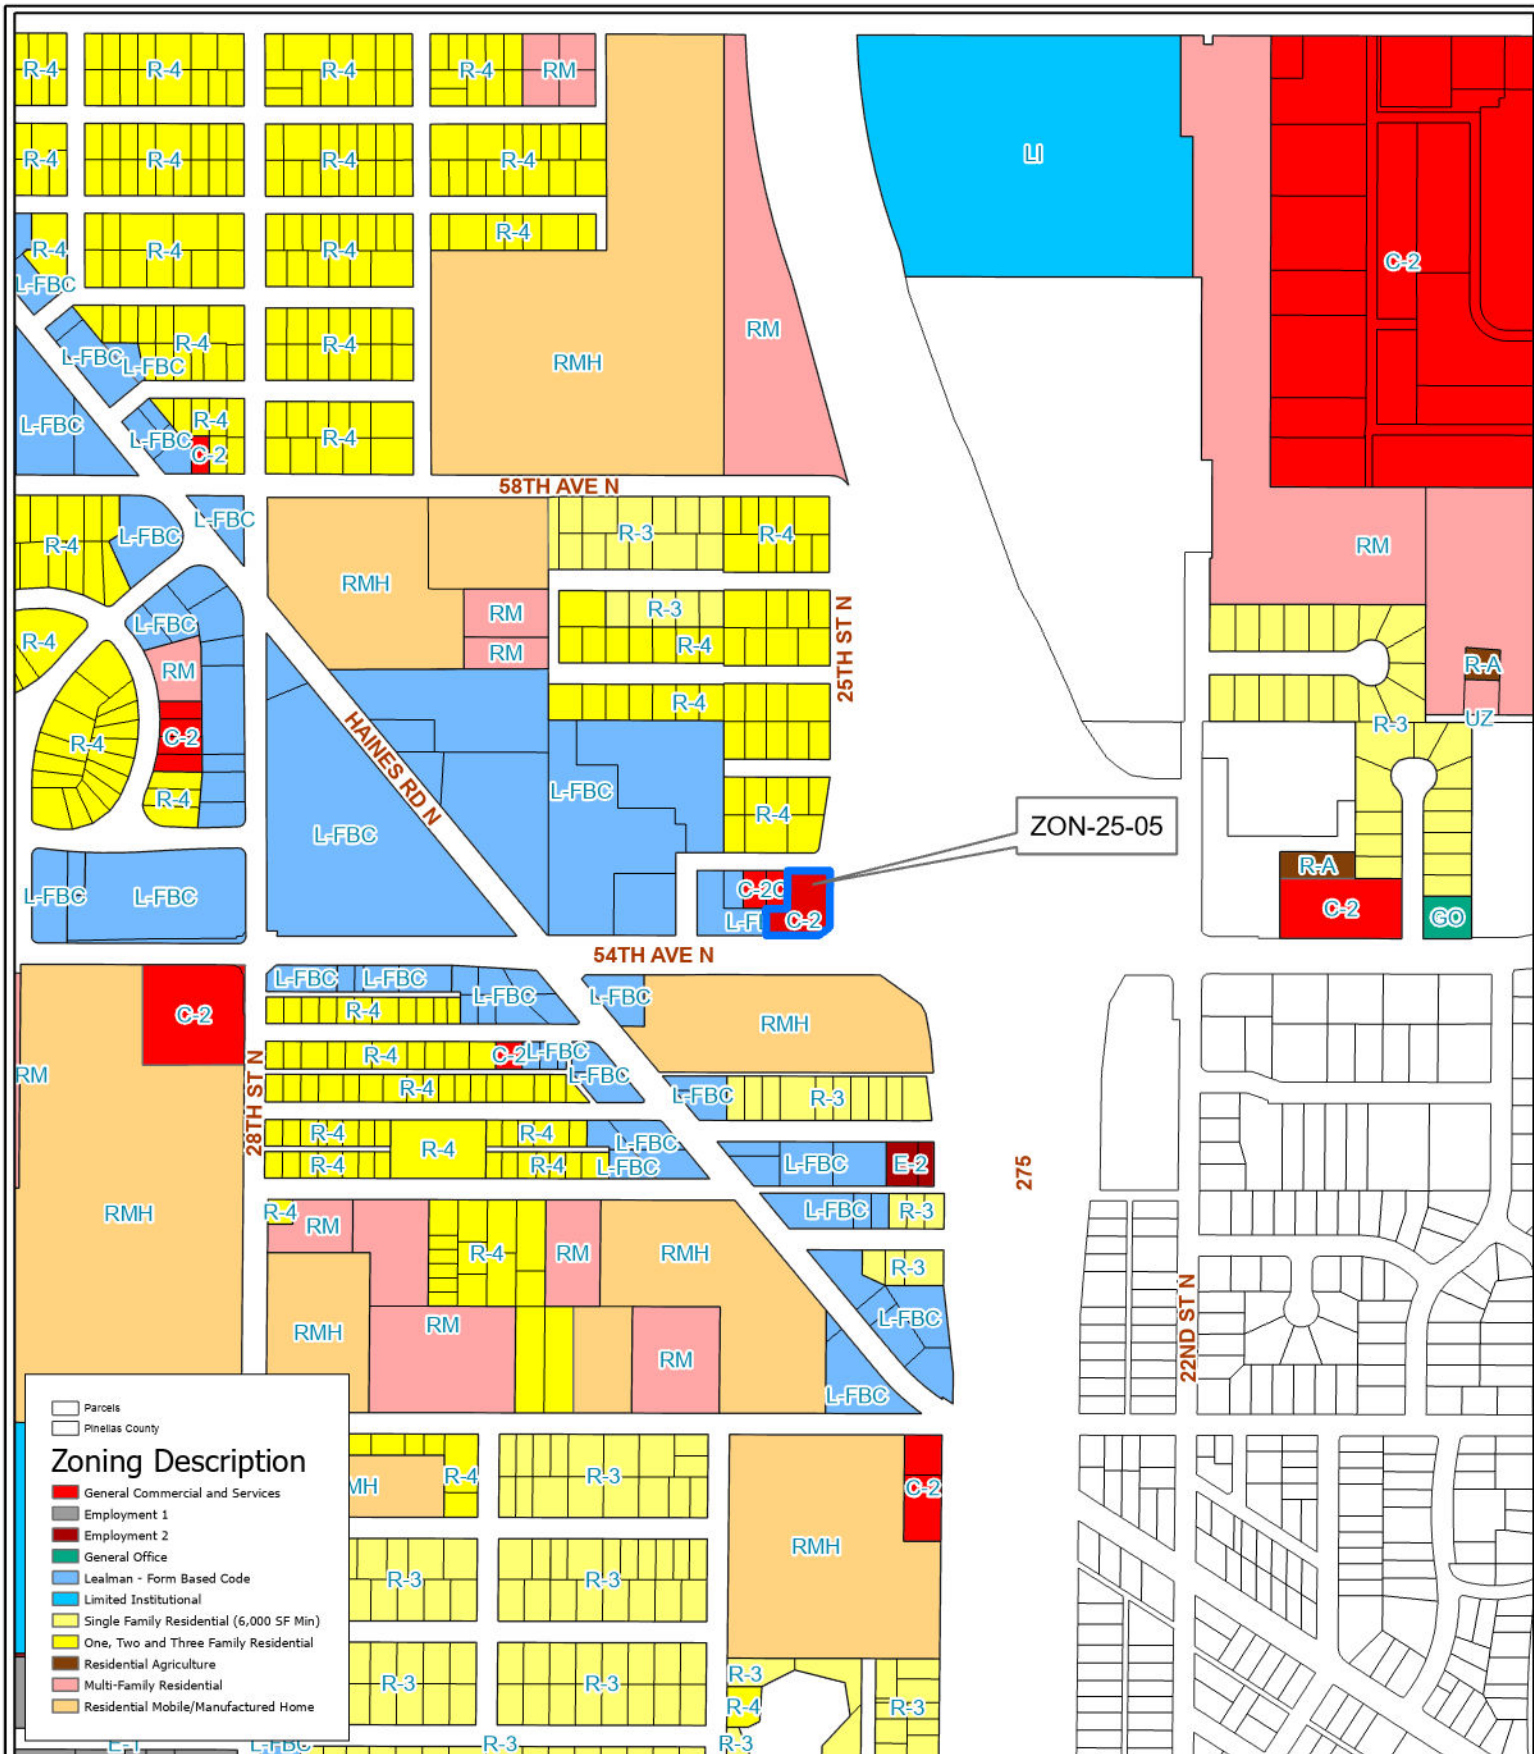 R-4
R-4
R-4
R-4
RM
R-4
R-4
R-4
R-4
LI
R-4
R-4
R-4
R-4
L-FBC
C-2
RM
R-4
R-4
L-FBC
L-FBC
RMH
L-FBC
R-4
L-FBC
R-4
C-2
58TH AVE N
L-FBC
L-FBC
R-4
R-3
R-4
RM
RMH
R-3
RM
L-FBC
R-4
R-4
RM
RM
25TH ST N
R-A
R-4
UZ
R-3
C-2
R-4
HAINES RD N
L-FBC
R-4
R-4
L-FBC
ZON-25-05
R-A
L-FBC
L-FBC
C-2
C-2
GO
C-2
54TH AVE N
L-FBC
L-FBC
L-FBC
L-FBC
R-4
C-2
RMH
R-4
C-2
L-FBC
RM
28TH ST N
L-FBC
R-4
L-FBC
R-3
R-4
R-4
R-4
L-FBC
R-4
R-4
L-FBC
L-FBC
E-2
275
RMH
R-4
RM
R-4
RM
RMH
L-FBC
R-3
R-3
RMH
RM
RM
L-FBC
22ND ST N
L-FBC
Parcels
Pinellas County
Zoning Description
General Commercial and Services
Employment 1
Employment 2
General Office
Lealman - Form Based Code
Limited Institutional
Single Family Residential (6,000 SF Min)
One, Two and Three Family Residential
Residential Agriculture
Multi-Family Residential
Residential Mobile/Manufactured Home
MH
R-4
R-3
C-2
RMH
R-3
R-3
R-3
R-3
R-3
R-4
R-3
E-1
L-FBC
R-3
R-3